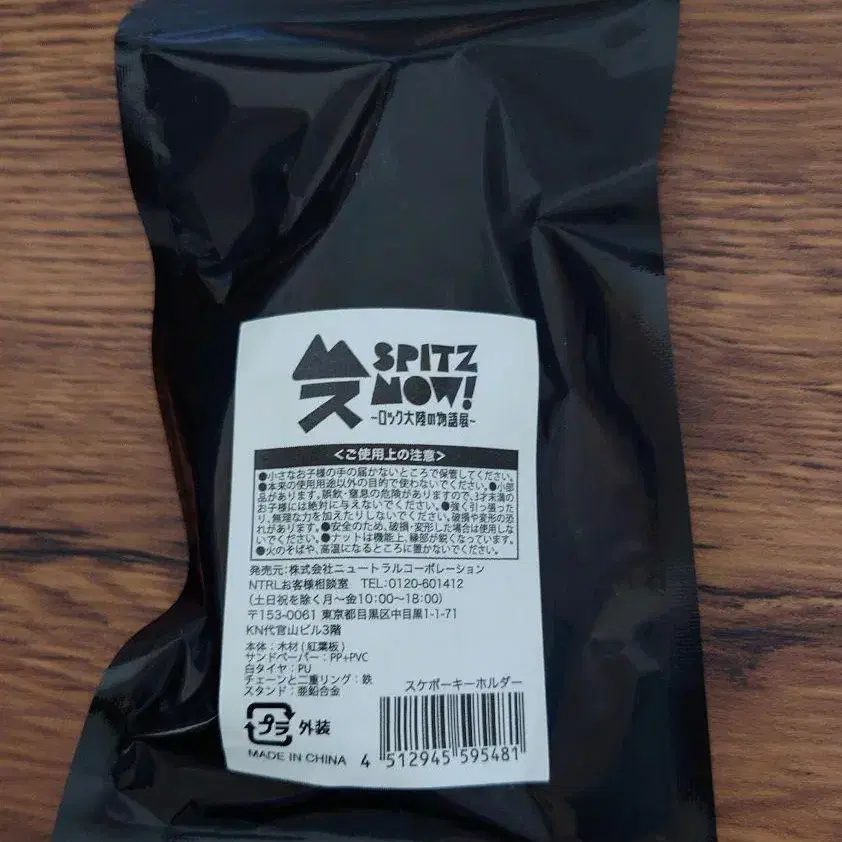 SPITZ
NOW!
~ロック大陸の物語展~
<ご使用上の注意>
●小さなお子様の手の届かないところで保管してください。
●本来の使用用途以外の目的で使わないでください。●小部
品があります。誤飲・窒息の危険がありますので、3才未満の
お子様には絶対に与えないでください。●強く引っ張った
り、無理な力を加えたりしないでください。破損や変形の恐
れがあります。●安全のため、破損・変形した場合は使用しな
いでください。●ナットは機能上、縁部が鋭くなっています。
●火のそばや、高温になるところに置かないでください。
発売元:株式会社ニュートラルコーポレーション
NTRLお客様相談室 TEL:0120-601412
(土日祝を除く月～金10:00～18:00)
〒153-0061 東京都目黒区中目黒1-1-71
KN代官山ビル3階
本体:木材(紅葉板)
サンドペーパー:PP+PVC
白タイヤ:PU
チェーンと二重リング:鉄
スタンド:亜鉛合金
スケボーキーホルダー
プラ 外装
MADE IN CHINA
4 512945 595481